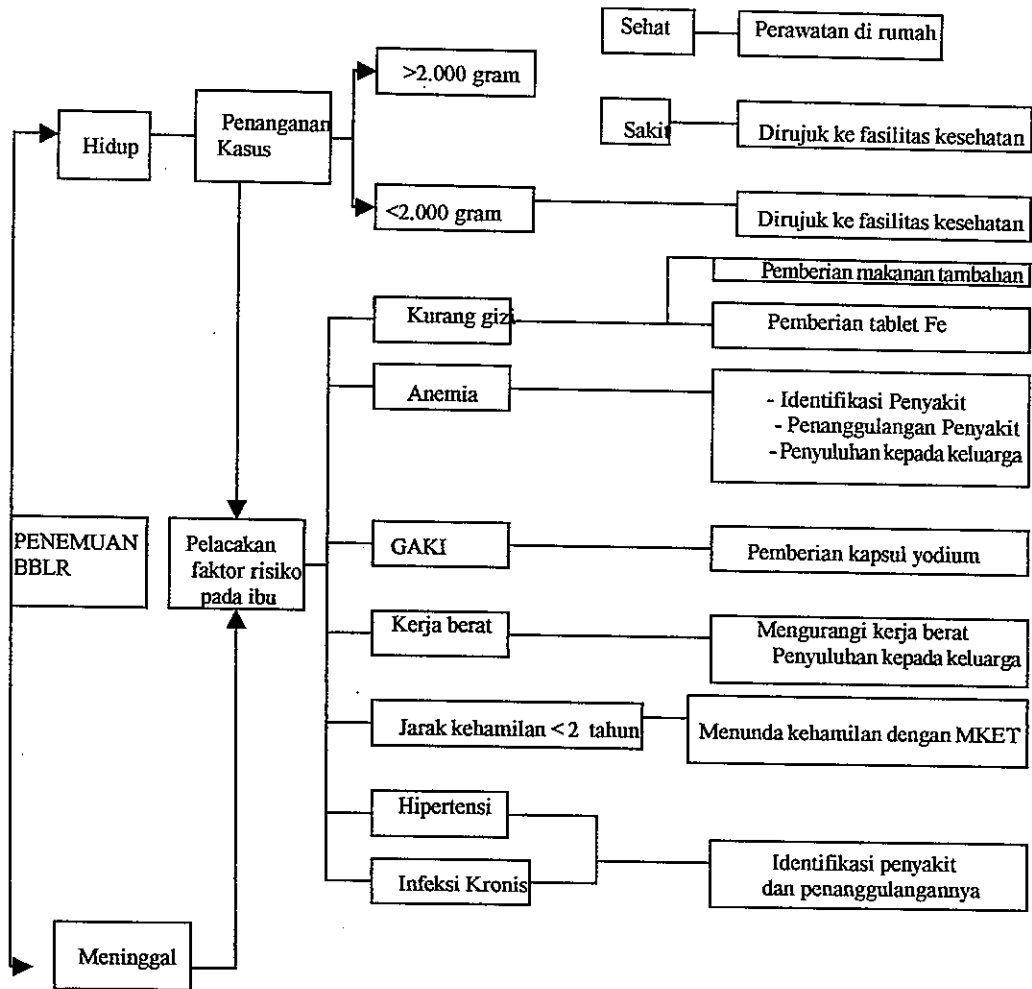 Sehat
Perawatan di rumah
>2.000 gram
Hidup
Penanganan
Kasus
Sakit
Dirujuk ke fasilitas kesehatan
<2.000 gram
Dirujuk ke fasilitas kesehatan
Pemberian makanan tambahan
Kurang gizi
Pemberian tablet Fe
Anemia
- Identifikasi Penyakit
- Penanggulangan Penyakit
- Penyuluhan kepada keluarga
PENEMUAN
BBLR
Pelacakan
faktor risiko
pada ibu
GAKI
Pemberian kapsul yodium
Kerja berat
Mengurangi kerja berat
Penyuluhan kepada keluarga
Jarak kehamilan < 2 tahun
Menunda kehamilan dengan MKET
Hipertensi
Infeksi Kronis
Identifikasi penyakit
dan penanggulangannya
Meninggal